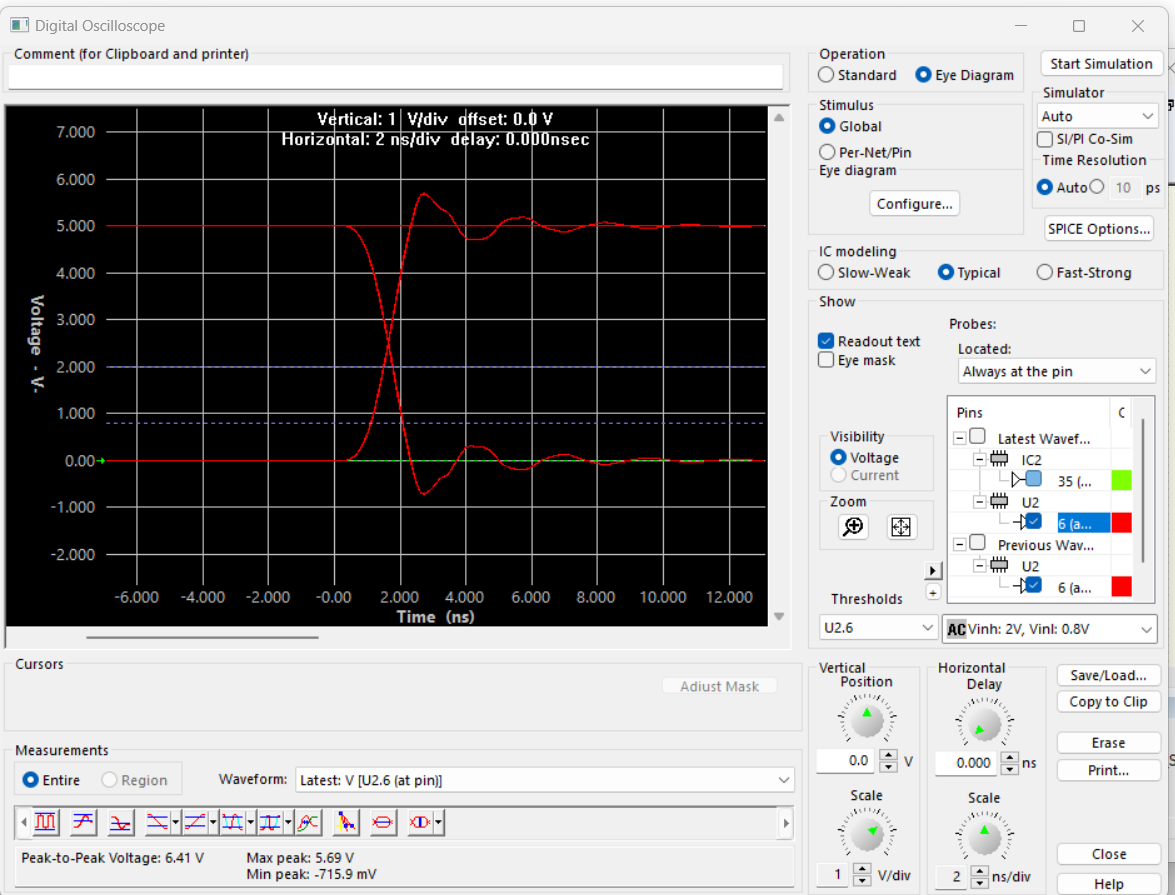 Digital Oscilloscope
Comment (for Clipboard and printer)
Vertical: 1 V/div offset: 0.0 V
Horizontal: 2 ns/div delay: 0.000nsec
7.000
6.000
5.000
4.000
3.000
2.000
1.000
0.00
-1.000
-2.000
Voltage - V-
-6.000 -4.000 -2.000 -0.00 2.000 4.000 6.000 8.000 10.000 12.000
Time (ns)
Operation
Standard Eye Diagram
Start Simulation
Stimulus
Global
Per-Net/Pin
Eye diagram
Configure...
Simulator
Auto
SI/PI Co-Sim
Time Resolution
Auto 10 ps
SPICE Options...
IC modeling
Slow-Weak Typical Fast-Strong
Show
Readout text
Eye mask
Probes:
Located:
Always at the pin
Pins C
Latest Wavef...
IC2
35 (...
U2
6 (a...
Previous Wav...
U2
6 (a...
Visibility
Voltage
Current
Zoom
Thresholds
U2.6
AC Vinh: 2V, Vinl: 0.8V
Cursors
Adjust Mask
Measurements
Entire Region
Waveform: Latest: V [U2.6 (at pin)]
Peak-to-Peak Voltage: 6.41 V Max peak: 5.69 V
Min peak: -715.9 mV
Vertical
Position
0.0 V
Scale
1 V/div
Horizontal
Delay
0.000 ns
Scale
2 ns/div
Save/Load...
Copy to Clip
Erase
Print...
Close
Help